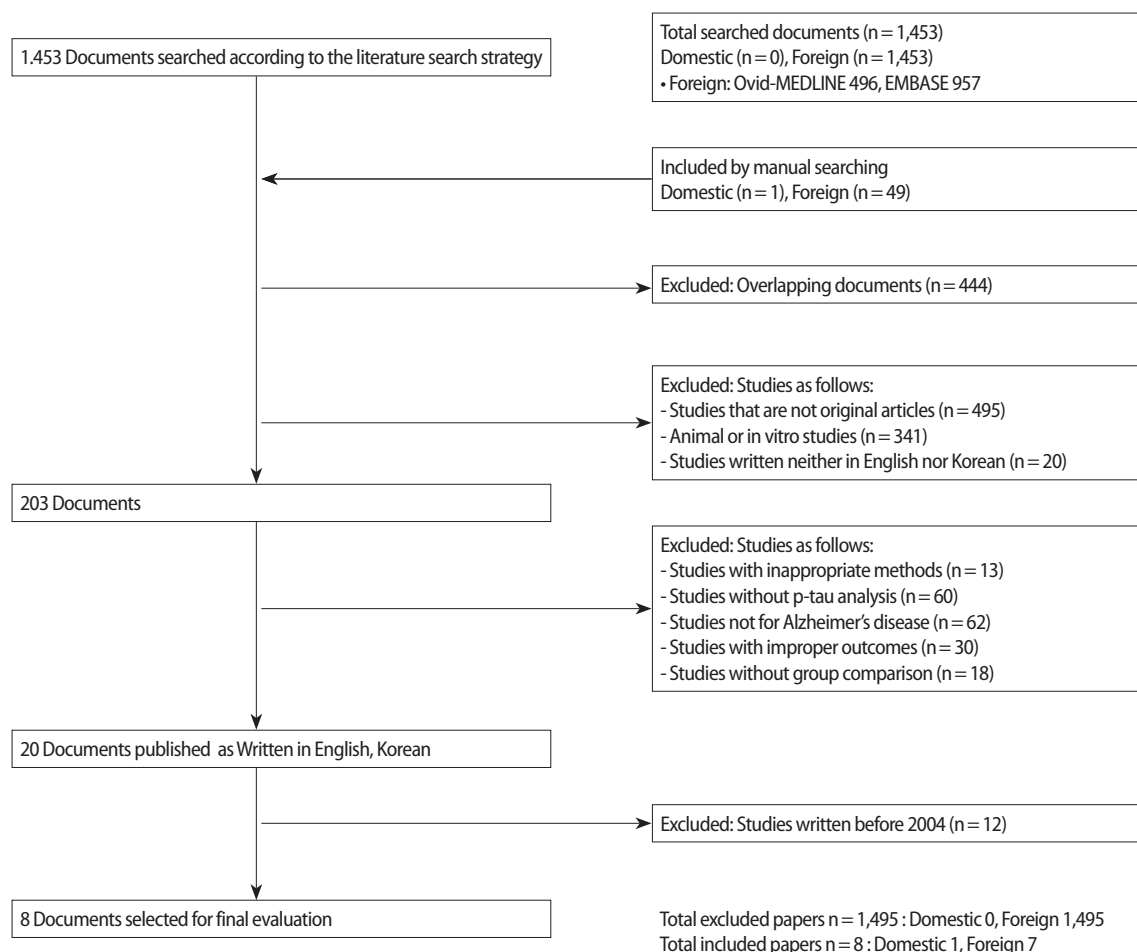 1.453 Documents searched according to the literature search strategy
Total searched documents (n = 1,453)
Domestic (n = 0), Foreign (n = 1,453)
• Foreign: Ovid-MEDLINE 496, EMBASE 957
Included by manual searching
Domestic (n = 1), Foreign (n = 49)
Excluded: Overlapping documents (n = 444)
Excluded: Studies as follows:
- Studies that are not original articles (n = 495)
- Animal or in vitro studies (n = 341)
- Studies written neither in English nor Korean (n = 20)
203 Documents
Excluded: Studies as follows:
- Studies with inappropriate methods (n = 13)
- Studies without p-tau analysis (n = 60)
- Studies not for Alzheimer's disease (n = 62)
- Studies with improper outcomes (n = 30)
- Studies without group comparison (n = 18)
20 Documents published as Written in English, Korean
Excluded: Studies written before 2004 (n = 12)
8 Documents selected for final evaluation
Total excluded papers n = 1,495 : Domestic 0, Foreign 1,495
Total included papers n = 8 : Domestic 1, Foreign 7